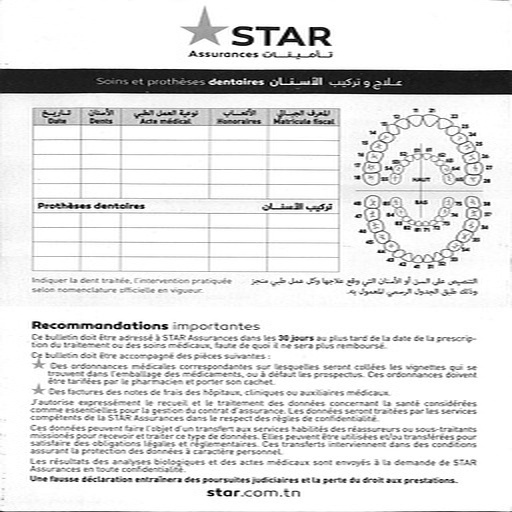 STAR
Assurances تأمينات
Soins et prothèses dentaires علاج و تركيب الأسنان
تاريخ الأسنان نوعية العمل الطبي الأتعاب المعرف الجبائي
Date Dents Acte médical Honoraires Matricule fiscal
Prothèses dentaires تركيب الأسنان
HAUT
BAS
Indiquer la dent traitée, l'intervention pratiquée
selon nomenclature officielle en vigueur.
التنصيص على السن أو الأسنان التي وقع علاجها وكل عمل طبي منجز
وذلك طبق الجدول الرسمي المعمول به.
Recommandations importantes
Ce bulletin doit être adressé à STAR Assurances dans les 30 jours au plus tard de la date de la prescrip-
tion du traitement ou des soins médicaux, faute de quoi il ne sera plus remboursé.
Ce bulletin doit être accompagné des pièces suivantes :
Des ordonnances médicales correspondantes sur lesquelles seront collées les vignettes qui se
trouvent dans l'emballage des médicaments, ou à défaut les prospectus. Ces ordonnances doivent
être tarifées par le pharmacien et porter son cachet.
Des factures des notes de frais des hôpitaux, cliniques ou auxiliaires médicaux.
J'autorise expressément le recueil et le traitement des données concernant la santé considérées
comme essentielles pour la gestion du contrat d'assurance. Les données seront traitées par les services
compétents de la STAR Assurances dans le respect des règles de confidentialité.
Ces données peuvent faire l'objet d'un transfert aux services habilités des réassureurs ou sous-traitants
missionés pour recevoir et traiter ce type de données. Elles peuvent être utilisées et/ou transférées pour
satisfaire des obligations légales et réglementaires. Ces transferts interviennent dans des conditions
assurant la protection des données à caractère personnel.
Les résultats des analyses biologiques et des actes médicaux sont envoyés à la demande de STAR
Assurances en toute confidentialité.
Une fausse déclaration entraînera des poursuites judiciaires et la perte du droit aux prestations.
star.com.tn